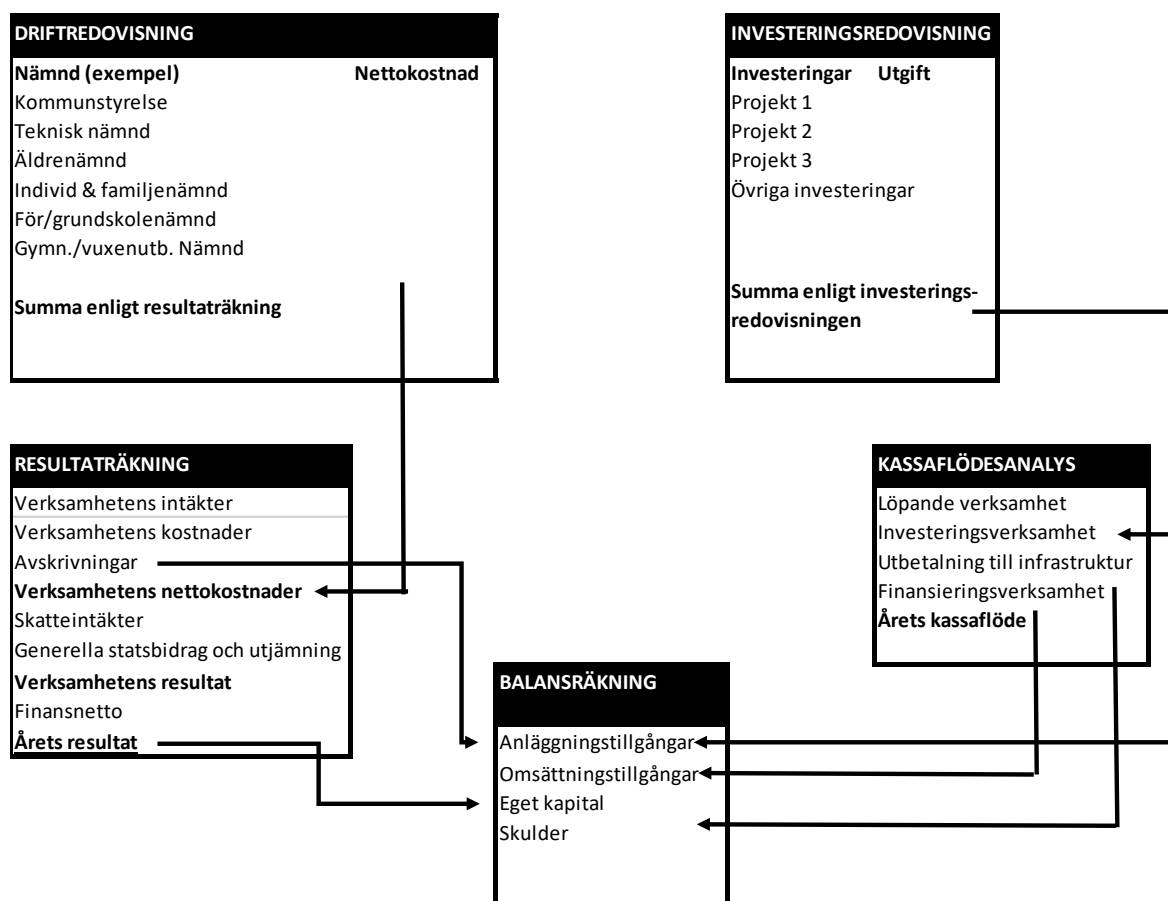 DRIFTREDOVISNING
Nämnd (exempel) Nettokostnad
Kommunstyrelse
Teknisk nämnd
Äldrenämnd
Individ & familjenämnd
För/grundskolenämnd
Gymn./vuxenutb. Nämnd
Summa enligt resultaträkning
INVESTERINGSREDOVISNING
Investeringar Utgift
Projekt 1
Projekt 2
Projekt 3
Övriga investeringar
Summa enligt investerings-
redovisningen
RESULTATRÄKNING
Verksamhetens intäkter
Verksamhetens kostnader
Avskrivningar
Verksamhetens nettokostnader
Skatteintäkter
Generella statsbidrag och utjämning
Verksamhetens resultat
Finansnetto
Årets resultat
KASSAFLÖDESANALYS
Löpande verksamhet
Investeringsverksamhet
Utbetalning till infrastruktur
Finansieringsverksamhet
Årets kassaflöde
BALANSRÄKNING
Anläggningstillgångar
Omsättningstillgångar
Eget kapital
Skulder